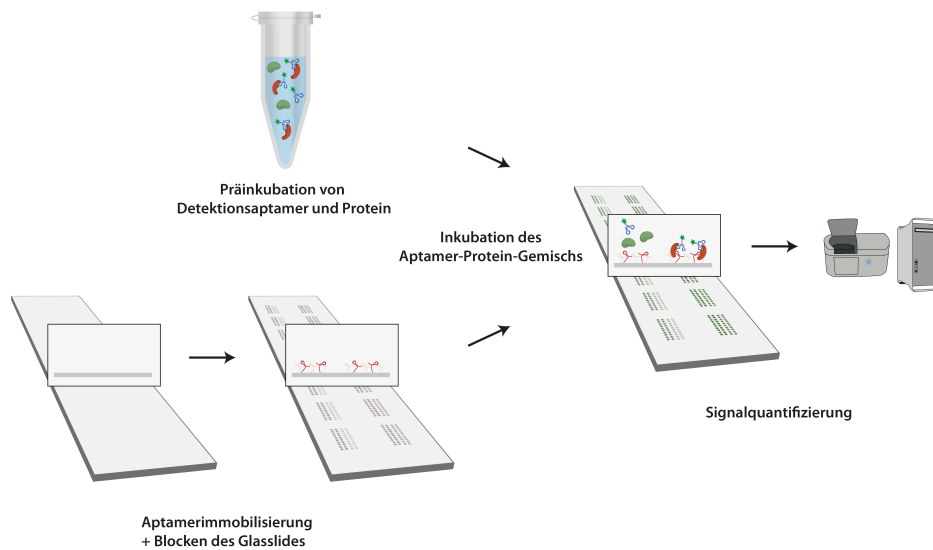 Präinkubation von
Detektionsaptamer und Protein
Inkubation des
Aptamer-Protein-Gemischs
Signalquantifizierung
Aptamerimmobilisierung
+ Blocken des Glasslides